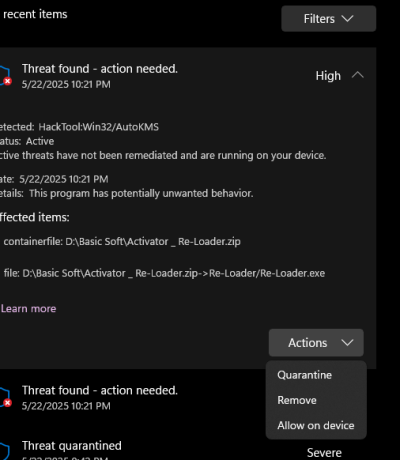 recent items
Filters
Threat found - action needed.
5/22/2025 10:21 PM
High
etected: HackTool:Win32/AutoKMS
tatus: Active
ctive threats have not been remediated and are running on your device.
ate: 5/22/2025 10:21 PM
etails: This program has potentially unwanted behavior.
ffected items:
containerfile: D:\Basic Soft\Activator _ Re-Loader.zip
file: D:\Basic Soft\Activator _ Re-Loader.zip->Re-Loader/Re-Loader.exe
Learn more
Actions
Quarantine
Remove
Allow on device
Threat found - action needed.
5/22/2025 10:21 PM
Threat quarantined
Severe